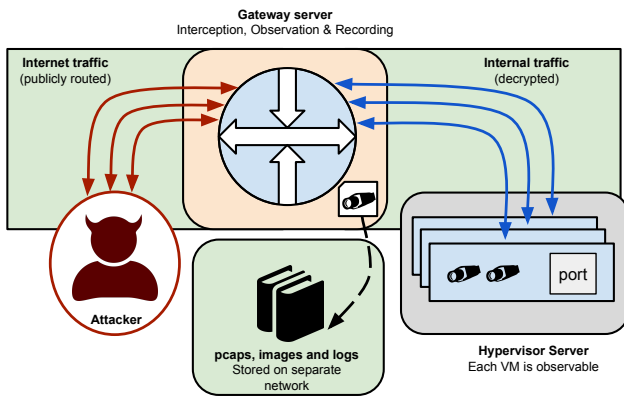 Gateway server
Interception, Observation & Recording
Internet traffic
(publicly routed)
Internal traffic
(decrypted)
Attacker
port
pcaps, images and logs
Stored on separate
network
Hypervisor Server
Each VM is observable